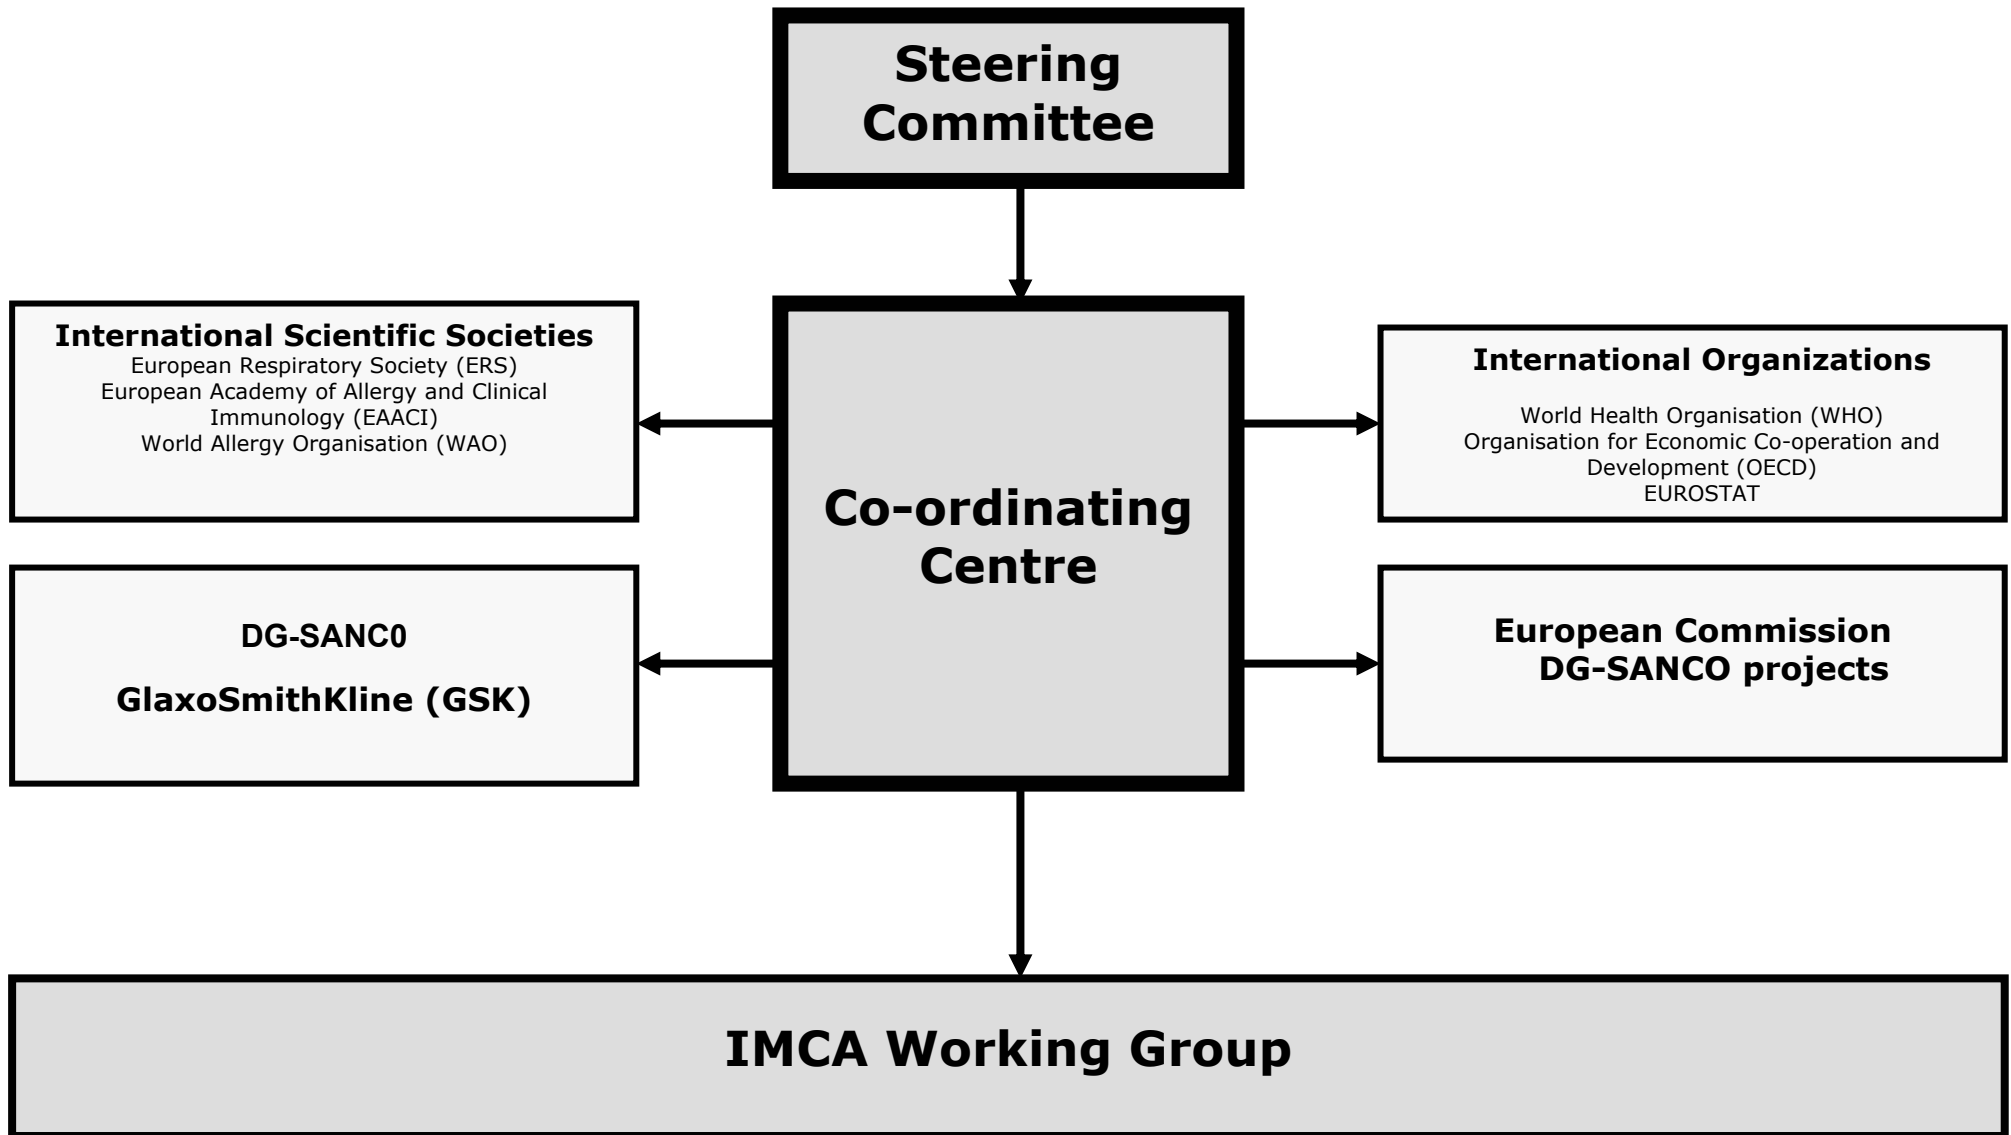 Steering
Committee
International Scientific Societies
European Respiratory Society (ERS)
European Academy of Allergy and Clinical
Immunology (EAACI)
World Allergy Organisation (WAO)
International Organizations
World Health Organisation (WHO)
Organisation for Economic Co-operation and
Development (OECD)
EUROSTAT
Co-ordinating
Centre
DG-SANC0
GlaxoSmithKline (GSK)
European Commission
DG-SANCO projects
IMCA Working Group